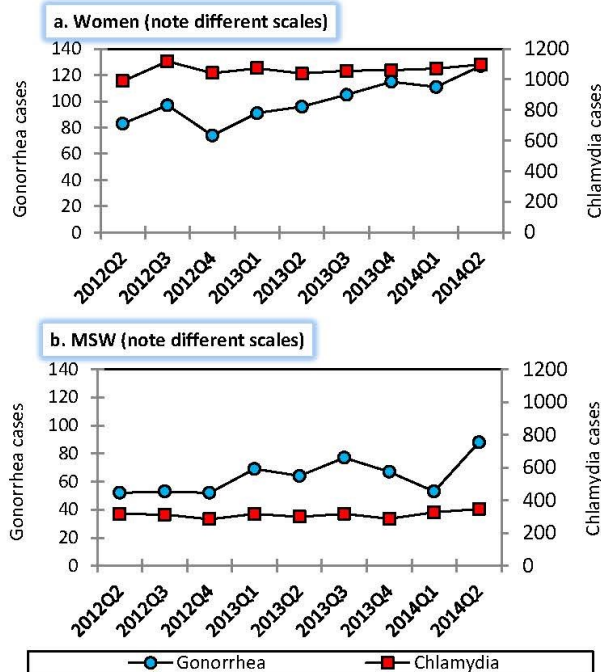 a. Women (note different scales)
140
120
100
80
60
40
20
0
Gonorrhea cases
1200
1000
800
600
400
200
0
Chlamydia cases
2012Q2
2012Q3
2012Q4
2013Q1
2013Q2
2013Q3
2013Q4
2014Q1
2014Q2
b. MSW (note different scales)
140
120
100
80
60
40
20
0
Gonorrhea cases
1200
1000
800
600
400
200
0
Chlamydia cases
2012Q2
2012Q3
2012Q4
2013Q1
2013Q2
2013Q3
2013Q4
2014Q1
2014Q2
Gonorrhea Chlamydia